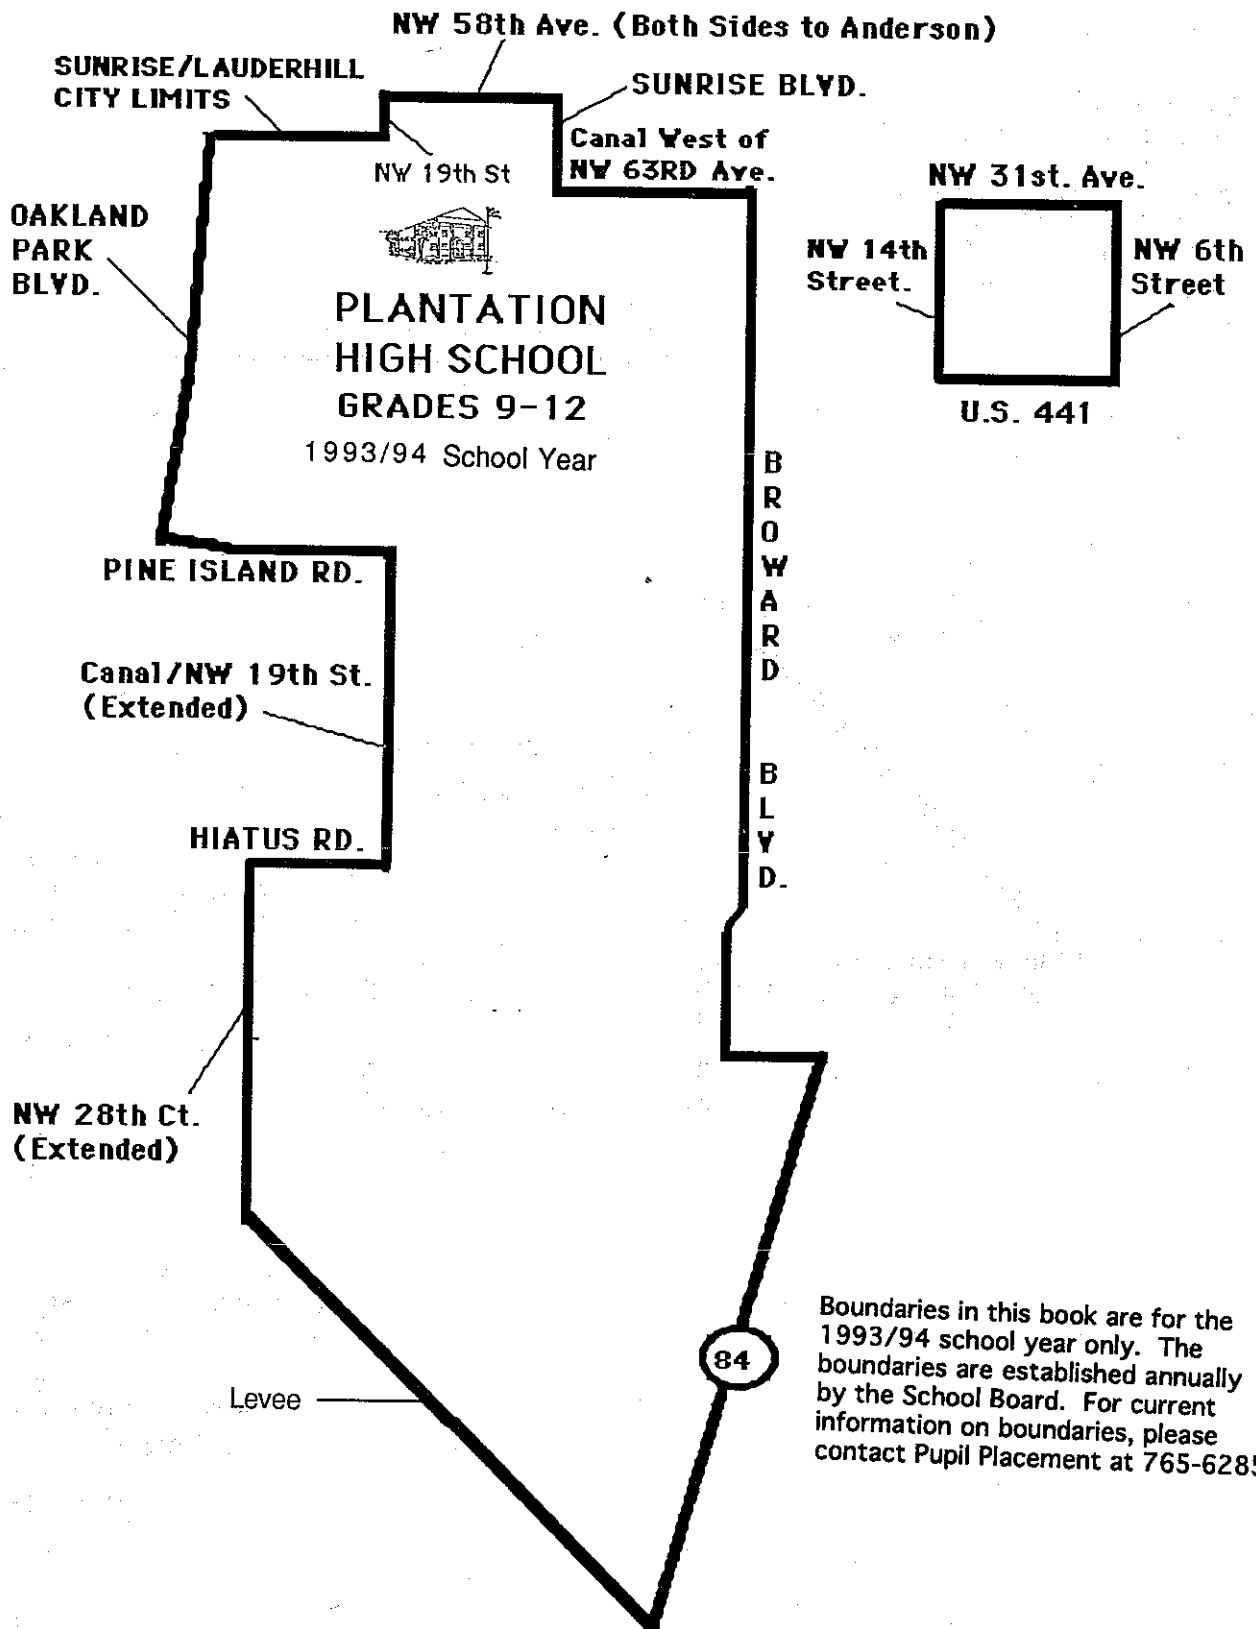 NW 58th Ave. (Both Sides to Anderson)
SUNRISE/LAUDERHILL
CITY LIMITS
SUNRISE BLVD.
Canal West of
NW 63RD Ave.
NW 19th St
NW 31st. Ave.
OAKLAND
PARK
BLVD.
NW 14th
Street.
NW 6th
Street
U.S. 441
PLANTATION
HIGH SCHOOL
GRADES 9-12
1993/94 School Year
BROWARD BLVD.
PINE ISLAND RD.
Canal/NW 19th St.
(Extended)
HIATUS RD.
NW 28th Ct.
(Extended)
84
Levee
Boundaries in this book are for the
1993/94 school year only. The
boundaries are established annually
by the School Board. For current
information on boundaries, please
contact Pupil Placement at 765-6285